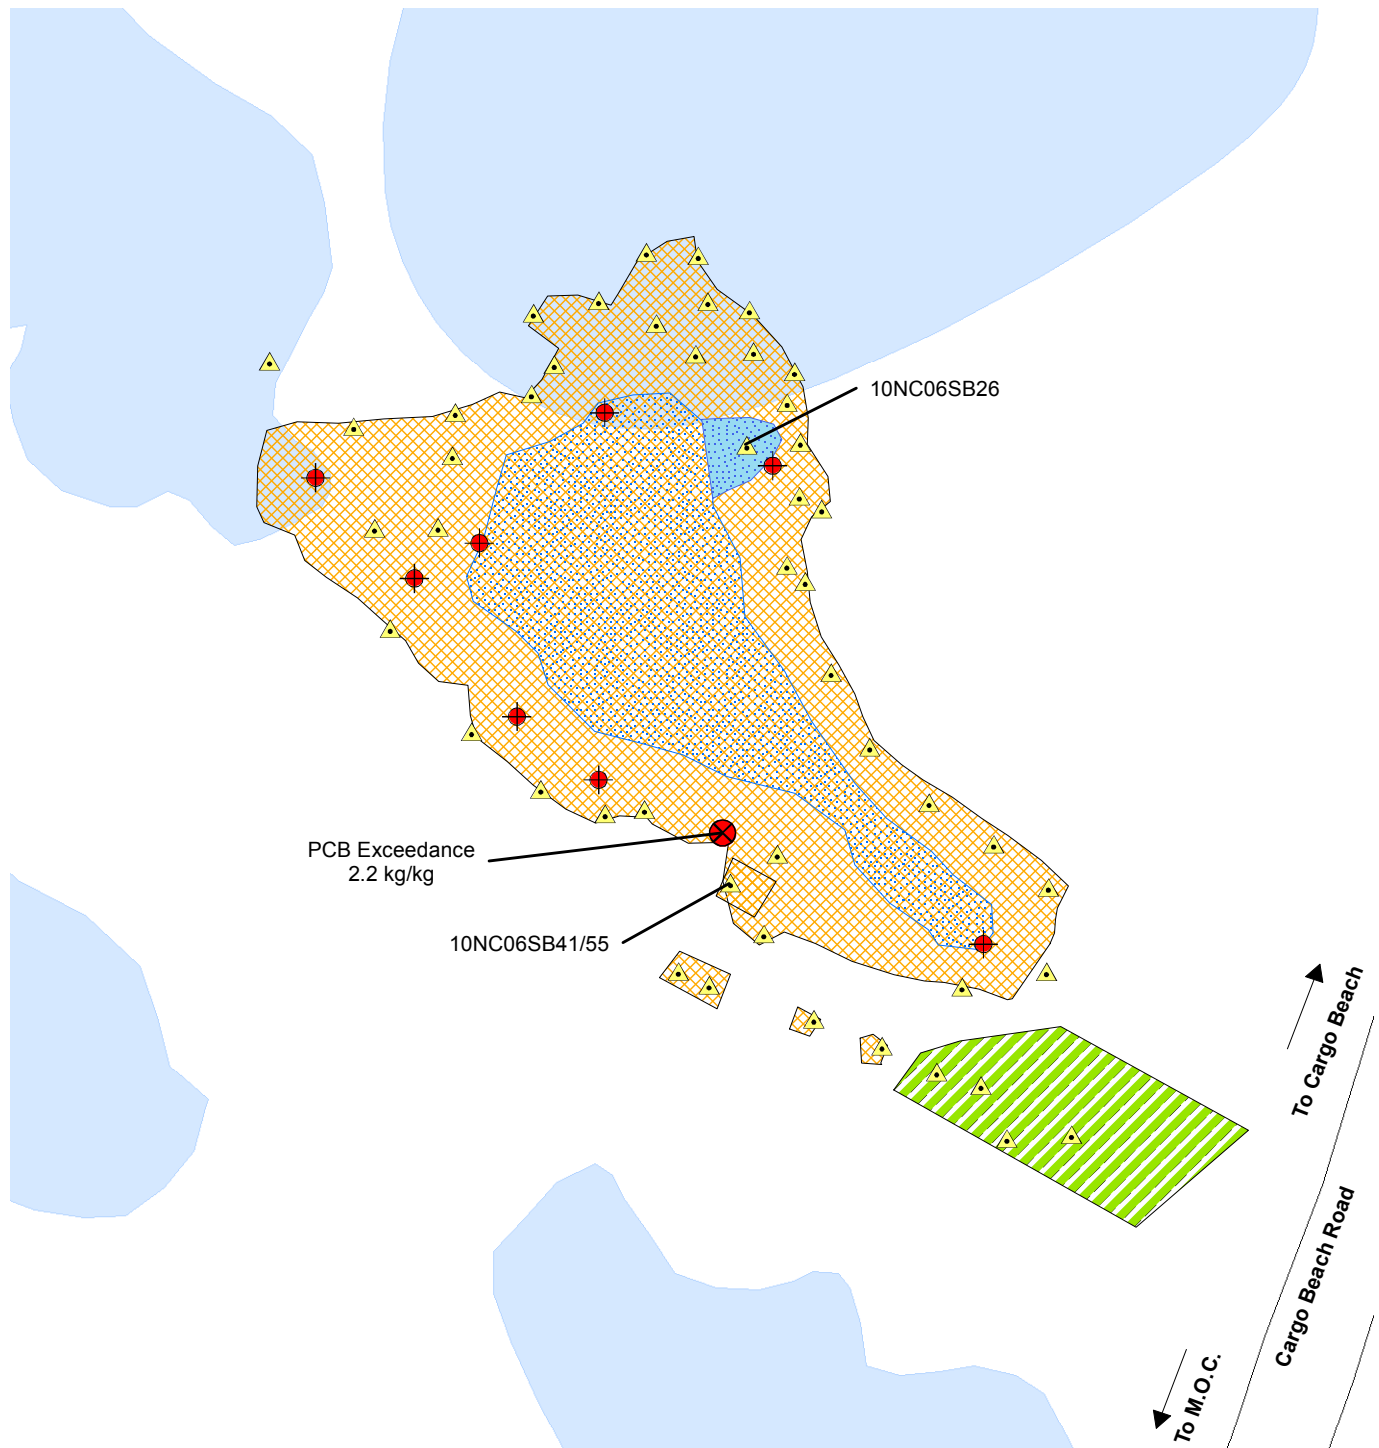 10NC06SB26
PCB Exceedance
2.2 kg/kg
10NC06SB41/55
To Cargo Beach
Cargo Beach Road
To M.O.C.